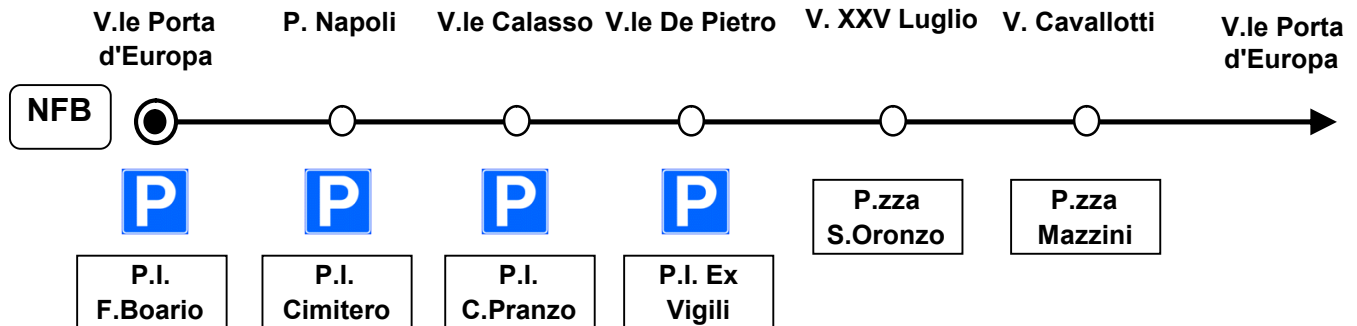 V.le Porta
d'Europa
P. Napoli
V.le Calasso
V.le De Pietro
V. XXV Luglio
V. Cavallotti
V.le Porta
d'Europa
NFB
P
P
P
P
P.I.
F.Boario
P.I.
Cimitero
P.I.
C.Pranzo
P.I. Ex
Vigili
P.zza
S.Oronzo
P.zza
Mazzini